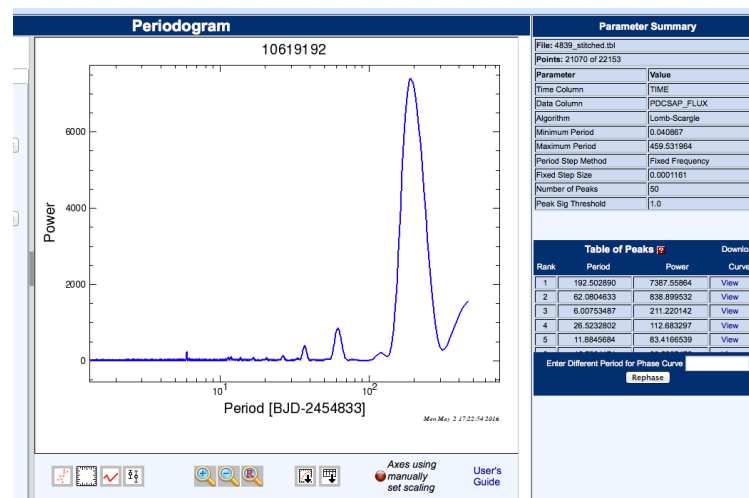 Periodogram
10619192
6000
4000
2000
0
Power
10^1
10^2
Period [BJD-2454833]
Mon May 2 17:22:54 2016
Axes using
manually
set scaling
User's
Guide
Parameter Summary
File: 4839_stitched.tbl
Points: 21070 of 22153
Parameter Value
Time Column TIME
Data Column PDCSAP_FLUX
Algorithm Lomb-Scargle
Minimum Period 0.040867
Maximum Period 459.531964
Period Step Method Fixed Frequency
Fixed Step Size 0.0001161
Number of Peaks 50
Peak Sig Threshold 1.0
Table of Peaks ? Downlo
Rank Period Power Curve
1 192.502890 7387.55864 View
2 62.0804633 838.899532 View
3 6.00753487 211.220142 View
4 26.5232802 112.683297 View
5 11.8845684 83.4166539 View
Enter Different Period for Phase Curve
Rephase